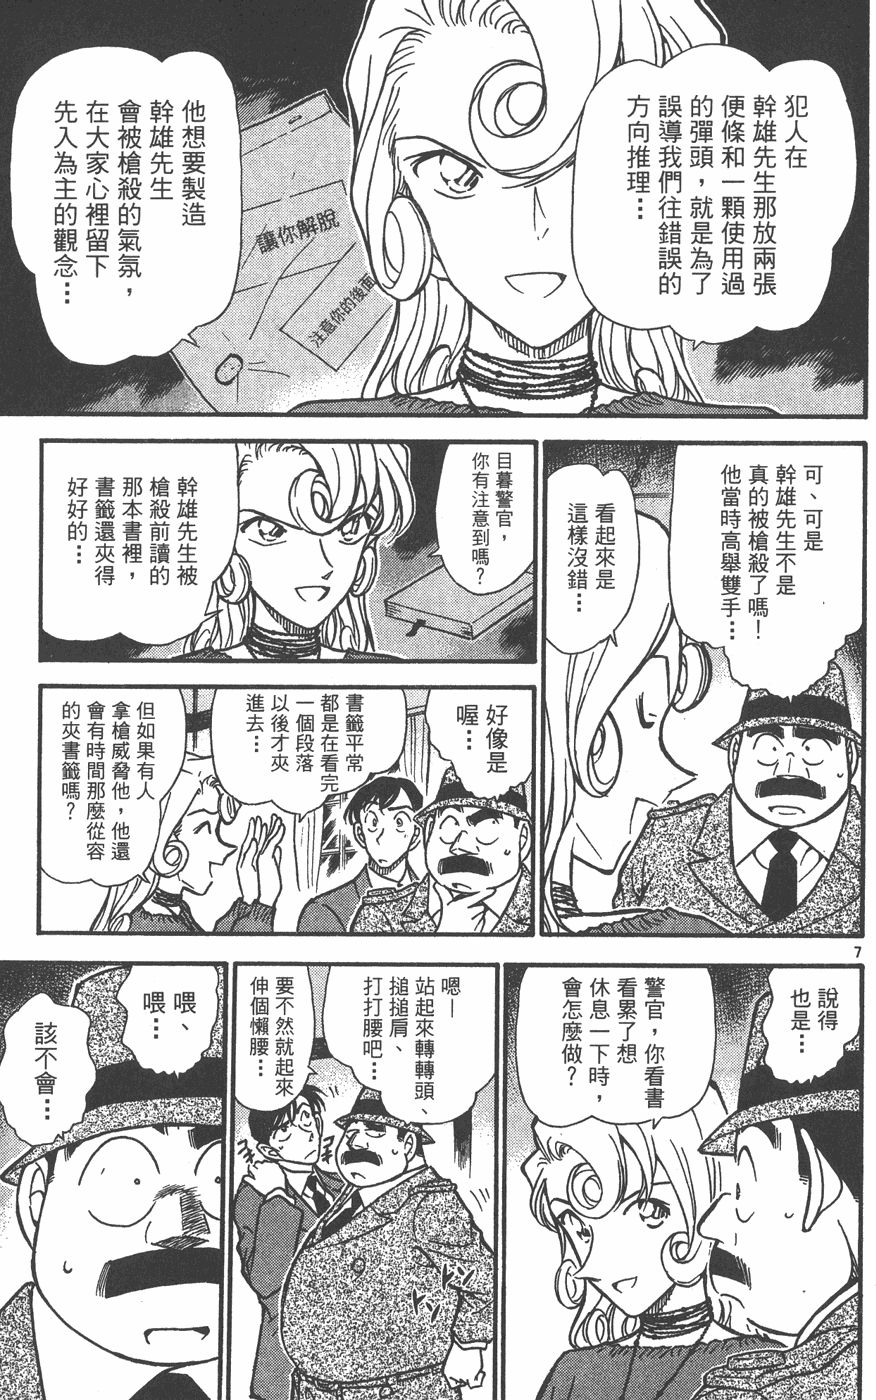 犯人在
幹雄先生那放兩張
便條和一顆使用過
的彈頭，就是為了
誤導我們往錯誤的
方向推理…
他想要製造
幹雄先生
會被槍殺的氣氛，
在大家心裡留下
先入為主的觀念…
讓你解脫
注意你的後面
可、可是
幹雄先生不是
真的被槍殺了嗎！
他當時高舉雙手…
看起來是
這樣沒錯…
目暮警官，
你有注意到嗎？
幹雄先生被
槍殺前讀的
那本書裡，
書籤還夾得
好好的…
好像是
喔…
書籤平常
都是在看完
一個段落
以後才夾
進去…
但如果有人
拿槍威脅他，他還
會有時間那麼從容
的夾書籤嗎？
7
說得
也是…
警官，你看書
看累了想
休息一下時，
會怎麼做？
嗯—
站起來轉轉頭、
搥搥肩、
打打腰吧…
要不然就起來
伸個懶腰…
ドン
ドン
喂、
喂…
該不會…